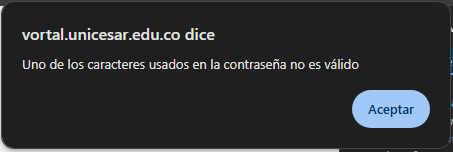 vortal.unicesar.edu.co dice
Uno de los caracteres usados en la contraseña no es válido
Aceptar